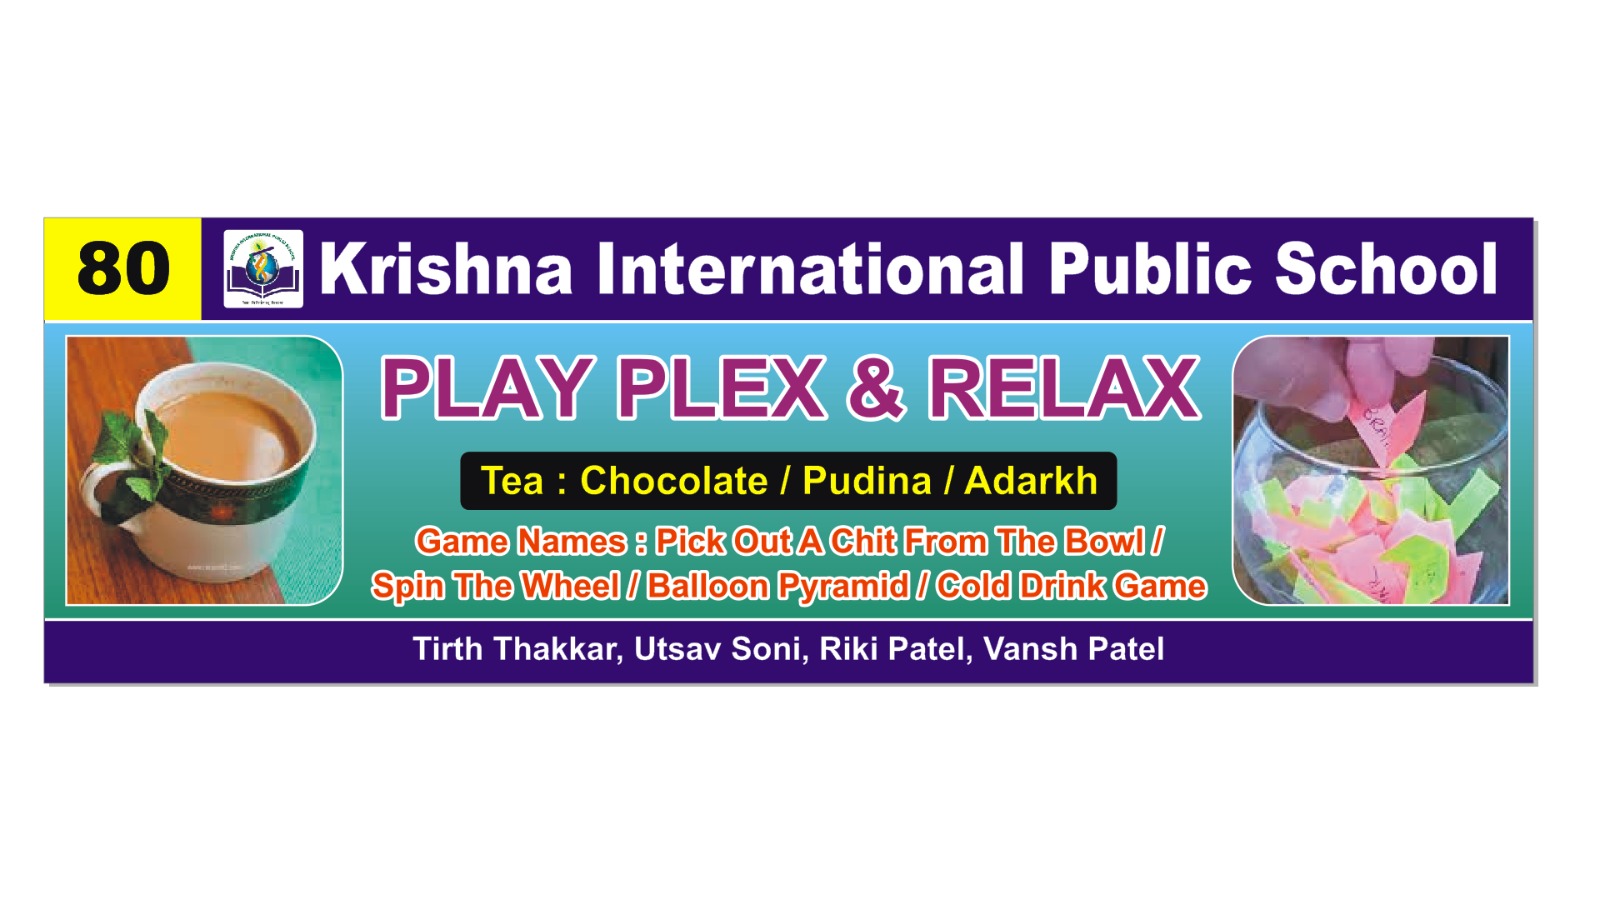 80
Krishna International Public School
PLAY PLEX & RELAX
Tea : Chocolate / Pudina / Adarkh
Game Names : Pick Out A Chit From The Bowl /
Spin The Wheel / Balloon Pyramid / Cold Drink Game
Tirth Thakkar, Utsav Soni, Riki Patel, Vansh Patel